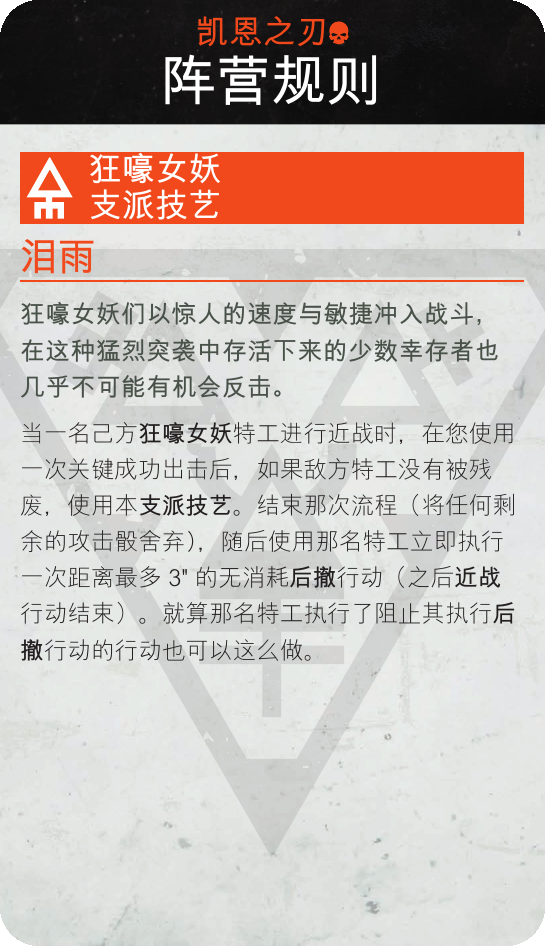 凯恩之刃
阵营规则
狂嚎女妖
支派技艺
泪雨
狂嚎女妖们以惊人的速度与敏捷冲入战斗，
在这种猛烈突袭中存活下来的少数幸存者也
几乎不可能有机会反击。
当一名己方狂嚎女妖特工进行近战时，在您使用
一次关键成功出击后，如果敌方特工没有被残
废，使用本支派技艺。结束那次流程（将任何剩
余的攻击骰舍弃），随后使用那名特工立即执行
一次距离最多 3" 的无消耗后撤行动（之后近战
行动结束）。就算那名特工执行了阻止其执行后
撤行动的行动也可以这么做。